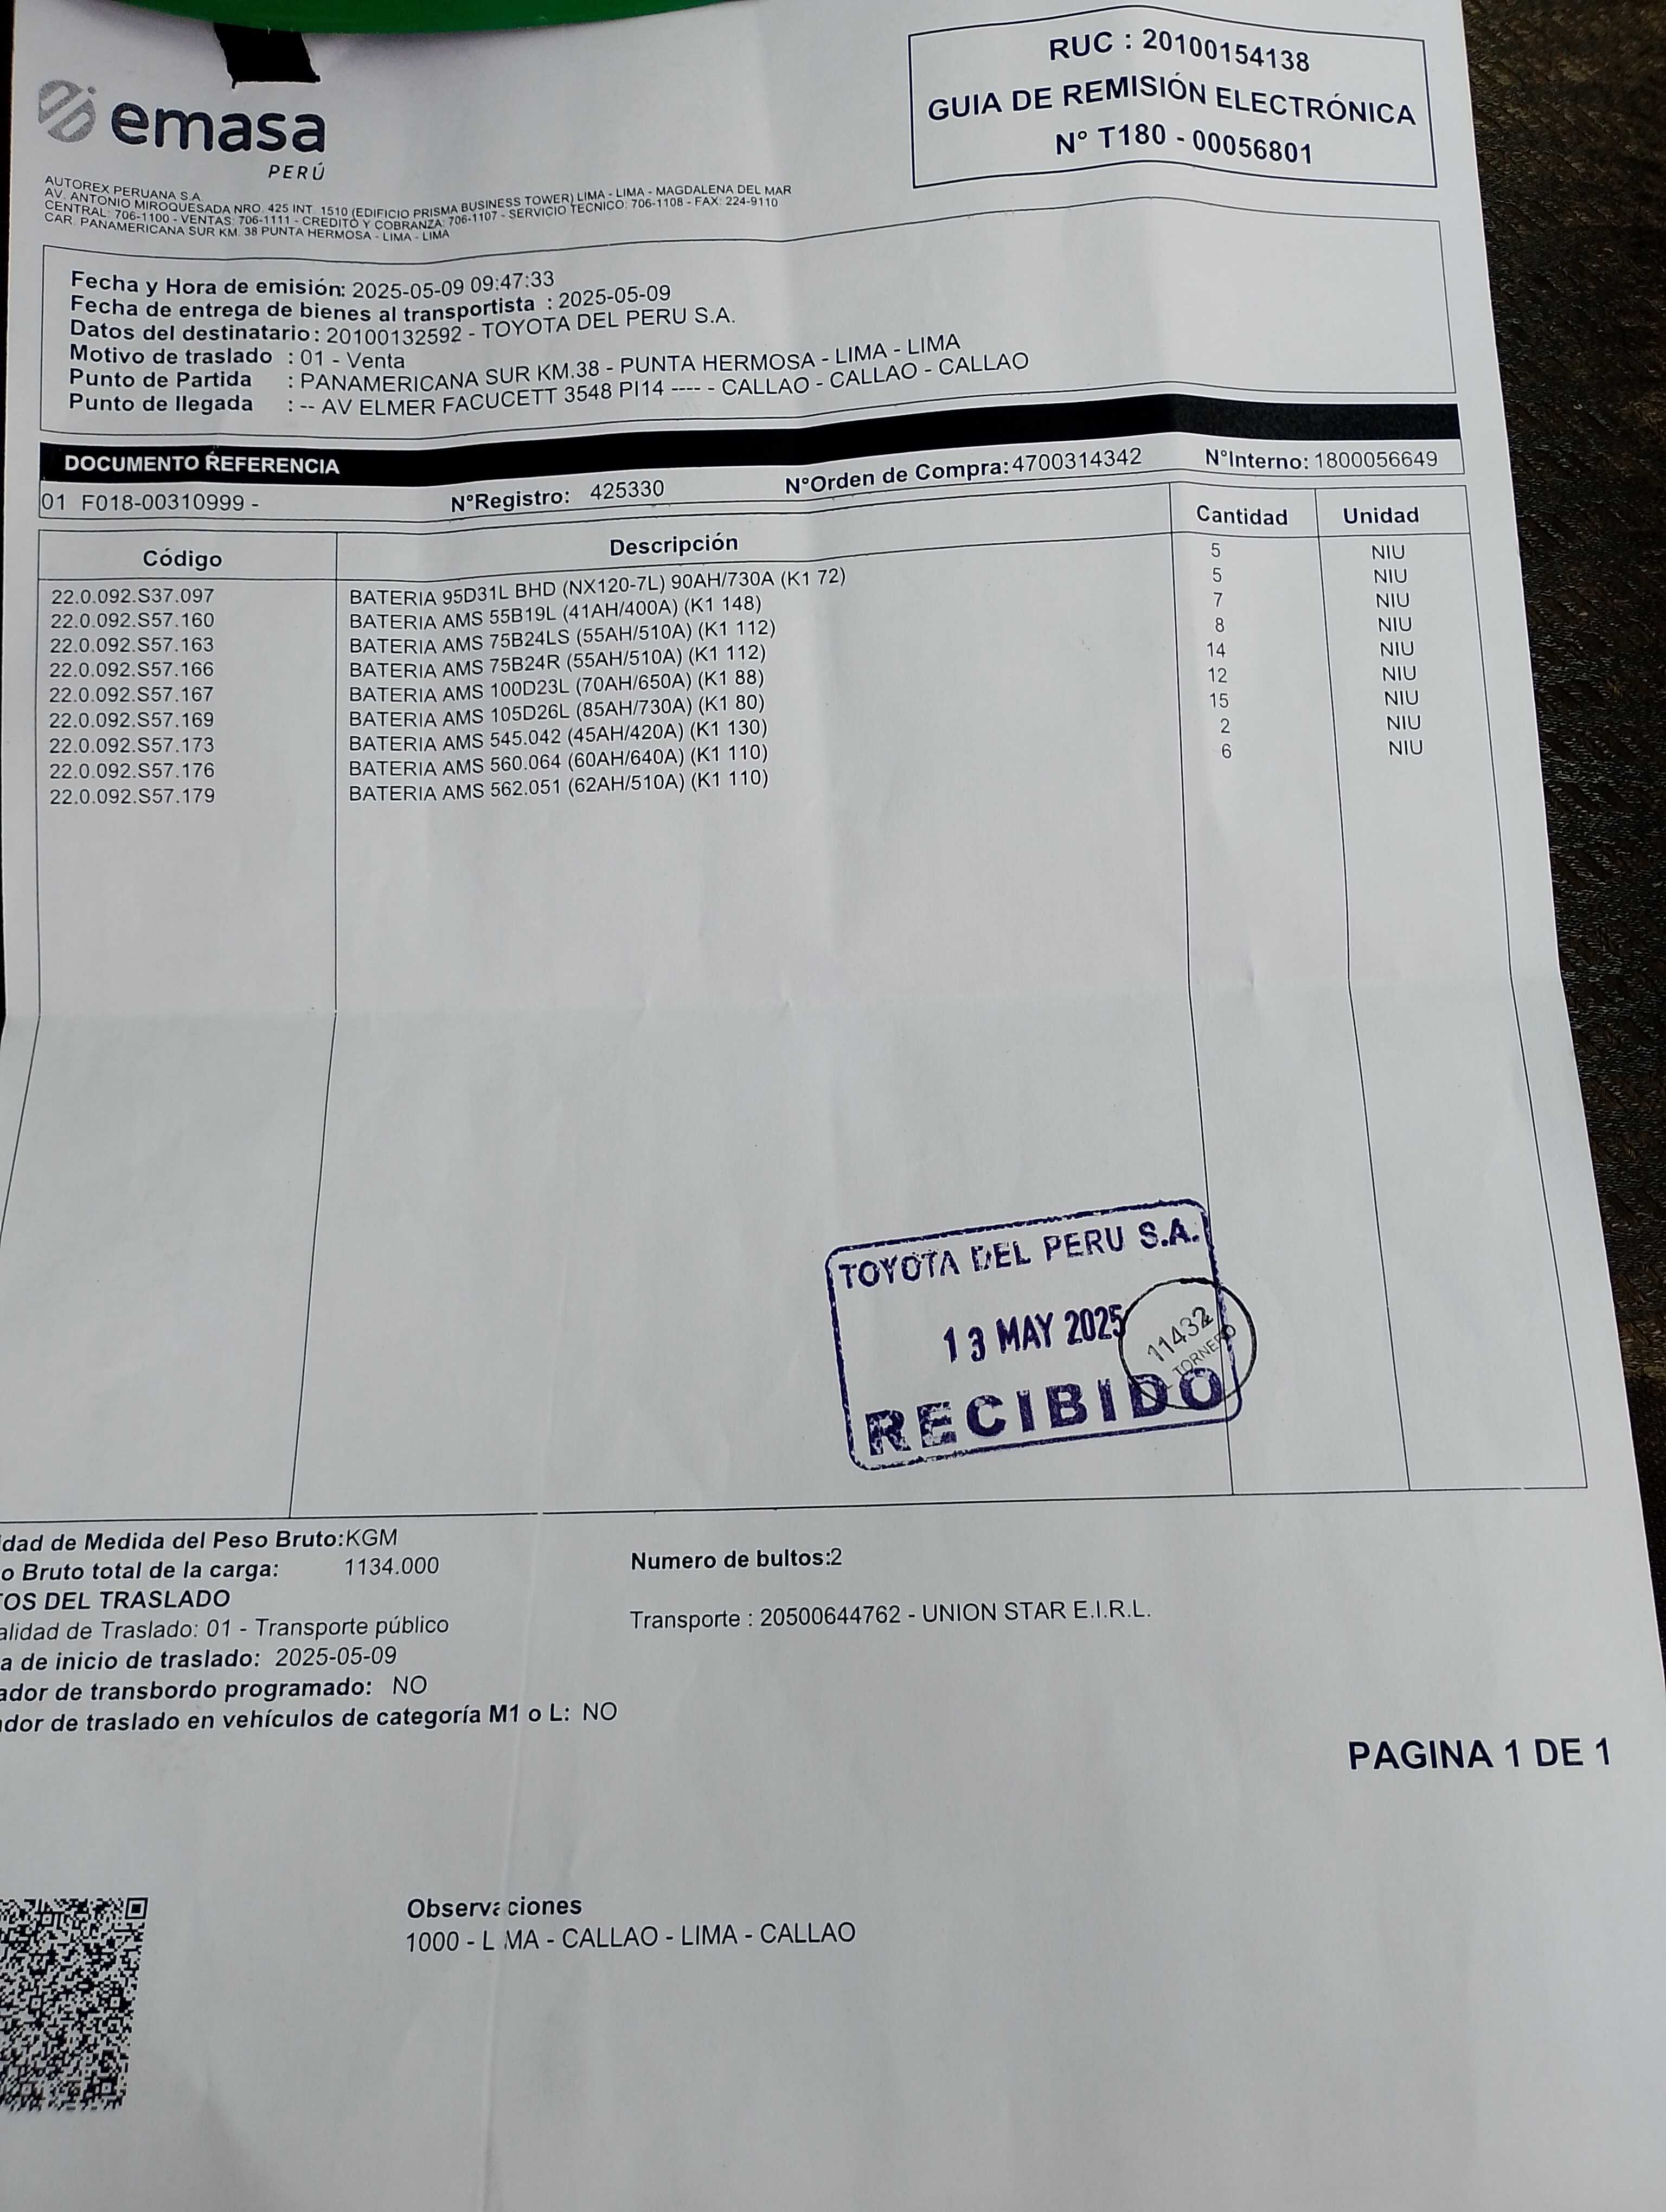 emasa
PERÚ
RUC : 20100154138
GUIA DE REMISIÓN ELECTRÓNICA
N° T180 - 00056801
AUTOREX PERUANA S.A.
AV. ANTONIO MIROQUESADA NRO. 425 INT. 1510 (EDIFICIO PRISMA BUSINESS TOWER) LIMA - LIMA - MAGDALENA DEL MAR
CENTRAL: 706-1100 - VENTAS: 706-1111 - CREDITO Y COBRANZA: 706-1107 - SERVICIO TECNICO: 706-1108 - FAX: 224-9110
CAR. PANAMERICANA SUR KM. 38 PUNTA HERMOSA - LIMA - LIMA
Fecha y Hora de emisión: 2025-05-09 09:47:33
Fecha de entrega de bienes al transportista : 2025-05-09
Datos del destinatario : 20100132592 - TOYOTA DEL PERU S.A.
Motivo de traslado : 01 - Venta
Punto de Partida : PANAMERICANA SUR KM.38 - PUNTA HERMOSA - LIMA - LIMA
Punto de llegada : -- AV ELMER FACUCETT 3548 PI14 ---- - CALLAO - CALLAO - CALLAO
DOCUMENTO REFERENCIA
01 F018-00310999 - N°Registro: 425330 N°Orden de Compra: 4700314342 N°Interno: 1800056649
Código Descripción Cantidad Unidad
22.0.092.S37.097 BATERIA 95D31L BHD (NX120-7L) 90AH/730A (K1 72) 5 NIU
22.0.092.S57.160 BATERIA AMS 55B19L (41AH/400A) (K1 148) 5 NIU
22.0.092.S57.163 BATERIA AMS 75B24LS (55AH/510A) (K1 112) 7 NIU
22.0.092.S57.166 BATERIA AMS 75B24R (55AH/510A) (K1 112) 8 NIU
22.0.092.S57.167 BATERIA AMS 100D23L (70AH/650A) (K1 88) 14 NIU
22.0.092.S57.169 BATERIA AMS 105D26L (85AH/730A) (K1 80) 12 NIU
22.0.092.S57.173 BATERIA AMS 545.042 (45AH/420A) (K1 130) 15 NIU
22.0.092.S57.176 BATERIA AMS 560.064 (60AH/640A) (K1 110) 2 NIU
22.0.092.S57.179 BATERIA AMS 562.051 (62AH/510A) (K1 110) 6 NIU
TOYOTA DEL PERU S.A.
13 MAY 2025
11432
TORNERO
RECIBIDO
idad de Medida del Peso Bruto:KGM
o Bruto total de la carga: 1134.000 Numero de bultos:2
TOS DEL TRASLADO
alidad de Traslado: 01 - Transporte público Transporte : 20500644762 - UNION STAR E.I.R.L.
a de inicio de traslado: 2025-05-09
ador de transbordo programado: NO
ador de traslado en vehículos de categoría M1 o L: NO
PAGINA 1 DE 1
Observaciones
1000 - L MA - CALLAO - LIMA - CALLAO